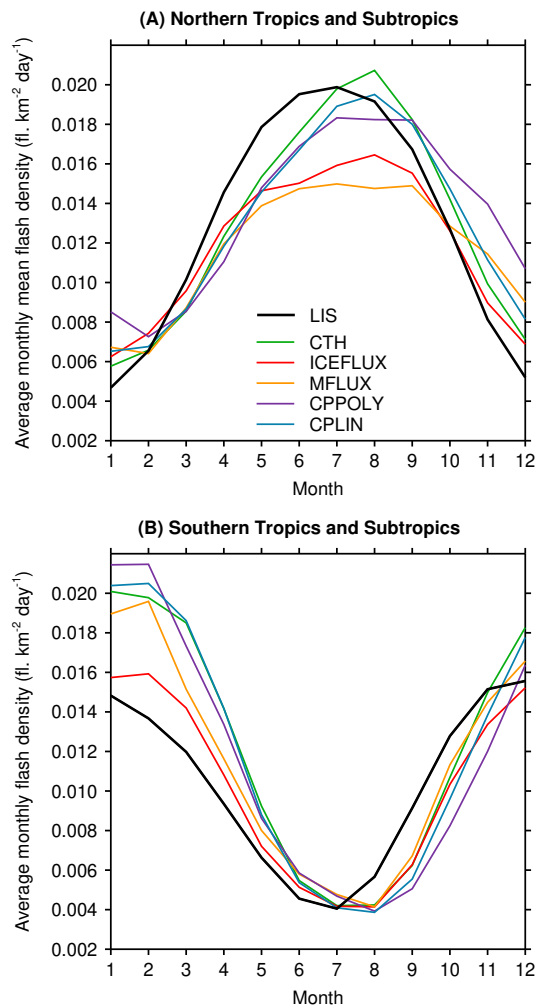 (A) Northern Tropics and Subtropics
Average monthly mean flash density (fl. km-2 day-1)
0.020
0.018
0.016
0.014
0.012
0.010
0.008
0.006
0.004
0.002
LIS
CTH
ICEFLUX
MFLUX
CPPOLY
CPLIN
1 2 3 4 5 6 7 8 9 10 11 12
Month
(B) Southern Tropics and Subtropics
Average monthly flash density (fl. km-2 day-1)
0.020
0.018
0.016
0.014
0.012
0.010
0.008
0.006
0.004
0.002
1 2 3 4 5 6 7 8 9 10 11 12
Month